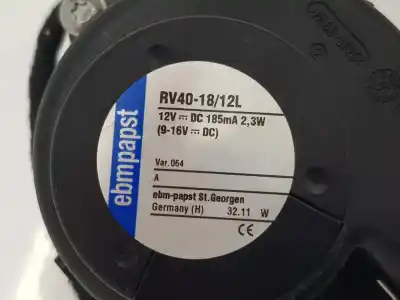 ebmpapst
RV40-18/12L
12V ⎓ DC 185mA 2,3W
(9-16V ⎓ DC)
Var.064
A
ebm-papst St.Georgen
Germany (H) 32.11 W
CE